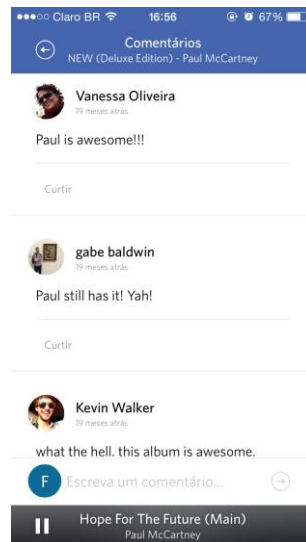 Claro BR 16:56 67%
Comentários
NEW (Deluxe Edition) - Paul McCartney
Vanessa Oliveira
19 meses atrás
Paul is awesome!!!
Curtir
gabe baldwin
19 meses atrás
Paul still has it! Yah!
Curtir
Kevin Walker
19 meses atrás
what the hell. this album is awesome.
F Escreva um comentário...
Hope For The Future (Main)
Paul McCartney